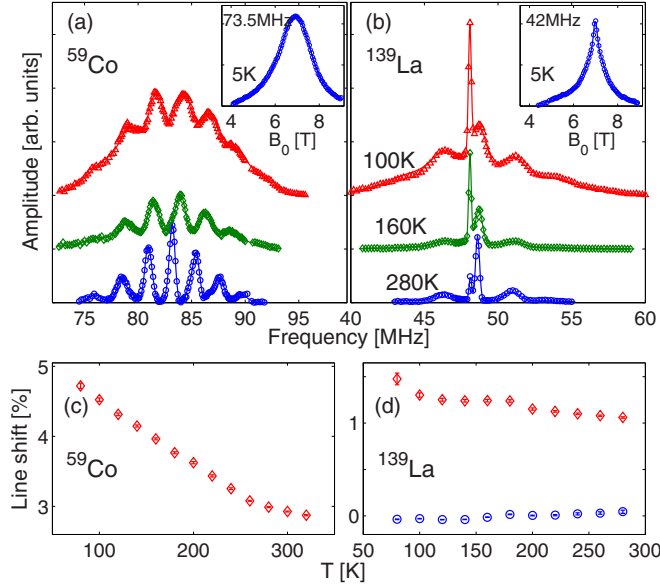 (a)
73.5MHz
59Co
5K
4 6 8
B0 [T]
(b)
42MHz
139La
5K
4 6 8
B0 [T]
Amplitude [arb. units]
100K
160K
280K
75 80 85 90 95
40 45 50 55 60
Frequency [MHz]
(c)
59Co
5
4
3
Line shift [%]
100 200 300
(d)
139La
1
0
50 100 150 200 250 300
T [K]